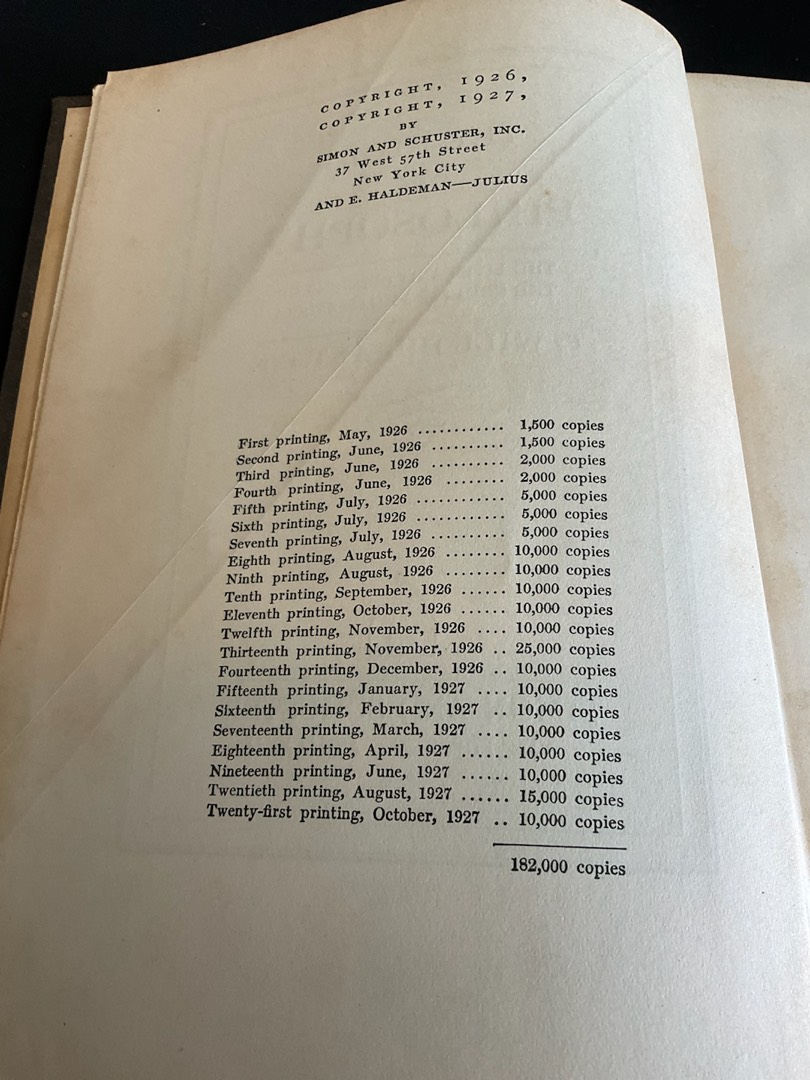 COPYRIGHT, 1926,
COPYRIGHT, 1927,
BY
SIMON AND SCHUSTER, INC.
37 West 57th Street
New York City
AND E. HALDEMAN—JULIUS
First printing, May, 1926 ............ 1,500 copies
Second printing, June, 1926 .......... 1,500 copies
Third printing, June, 1926 .......... 2,000 copies
Fourth printing, June, 1926 ........ 2,000 copies
Fifth printing, July, 1926 ............ 5,000 copies
Sixth printing, July, 1926 ............ 5,000 copies
Seventh printing, July, 1926 .......... 5,000 copies
Eighth printing, August, 1926 ........ 10,000 copies
Ninth printing, August, 1926 ........ 10,000 copies
Tenth printing, September, 1926 ...... 10,000 copies
Eleventh printing, October, 1926 ...... 10,000 copies
Twelfth printing, November, 1926 .... 10,000 copies
Thirteenth printing, November, 1926 .. 25,000 copies
Fourteenth printing, December, 1926 .. 10,000 copies
Fifteenth printing, January, 1927 .... 10,000 copies
Sixteenth printing, February, 1927 .. 10,000 copies
Seventeenth printing, March, 1927 .... 10,000 copies
Eighteenth printing, April, 1927 ...... 10,000 copies
Nineteenth printing, June, 1927 ...... 10,000 copies
Twentieth printing, August, 1927 ...... 15,000 copies
Twenty-first printing, October, 1927 .. 10,000 copies
182,000 copies